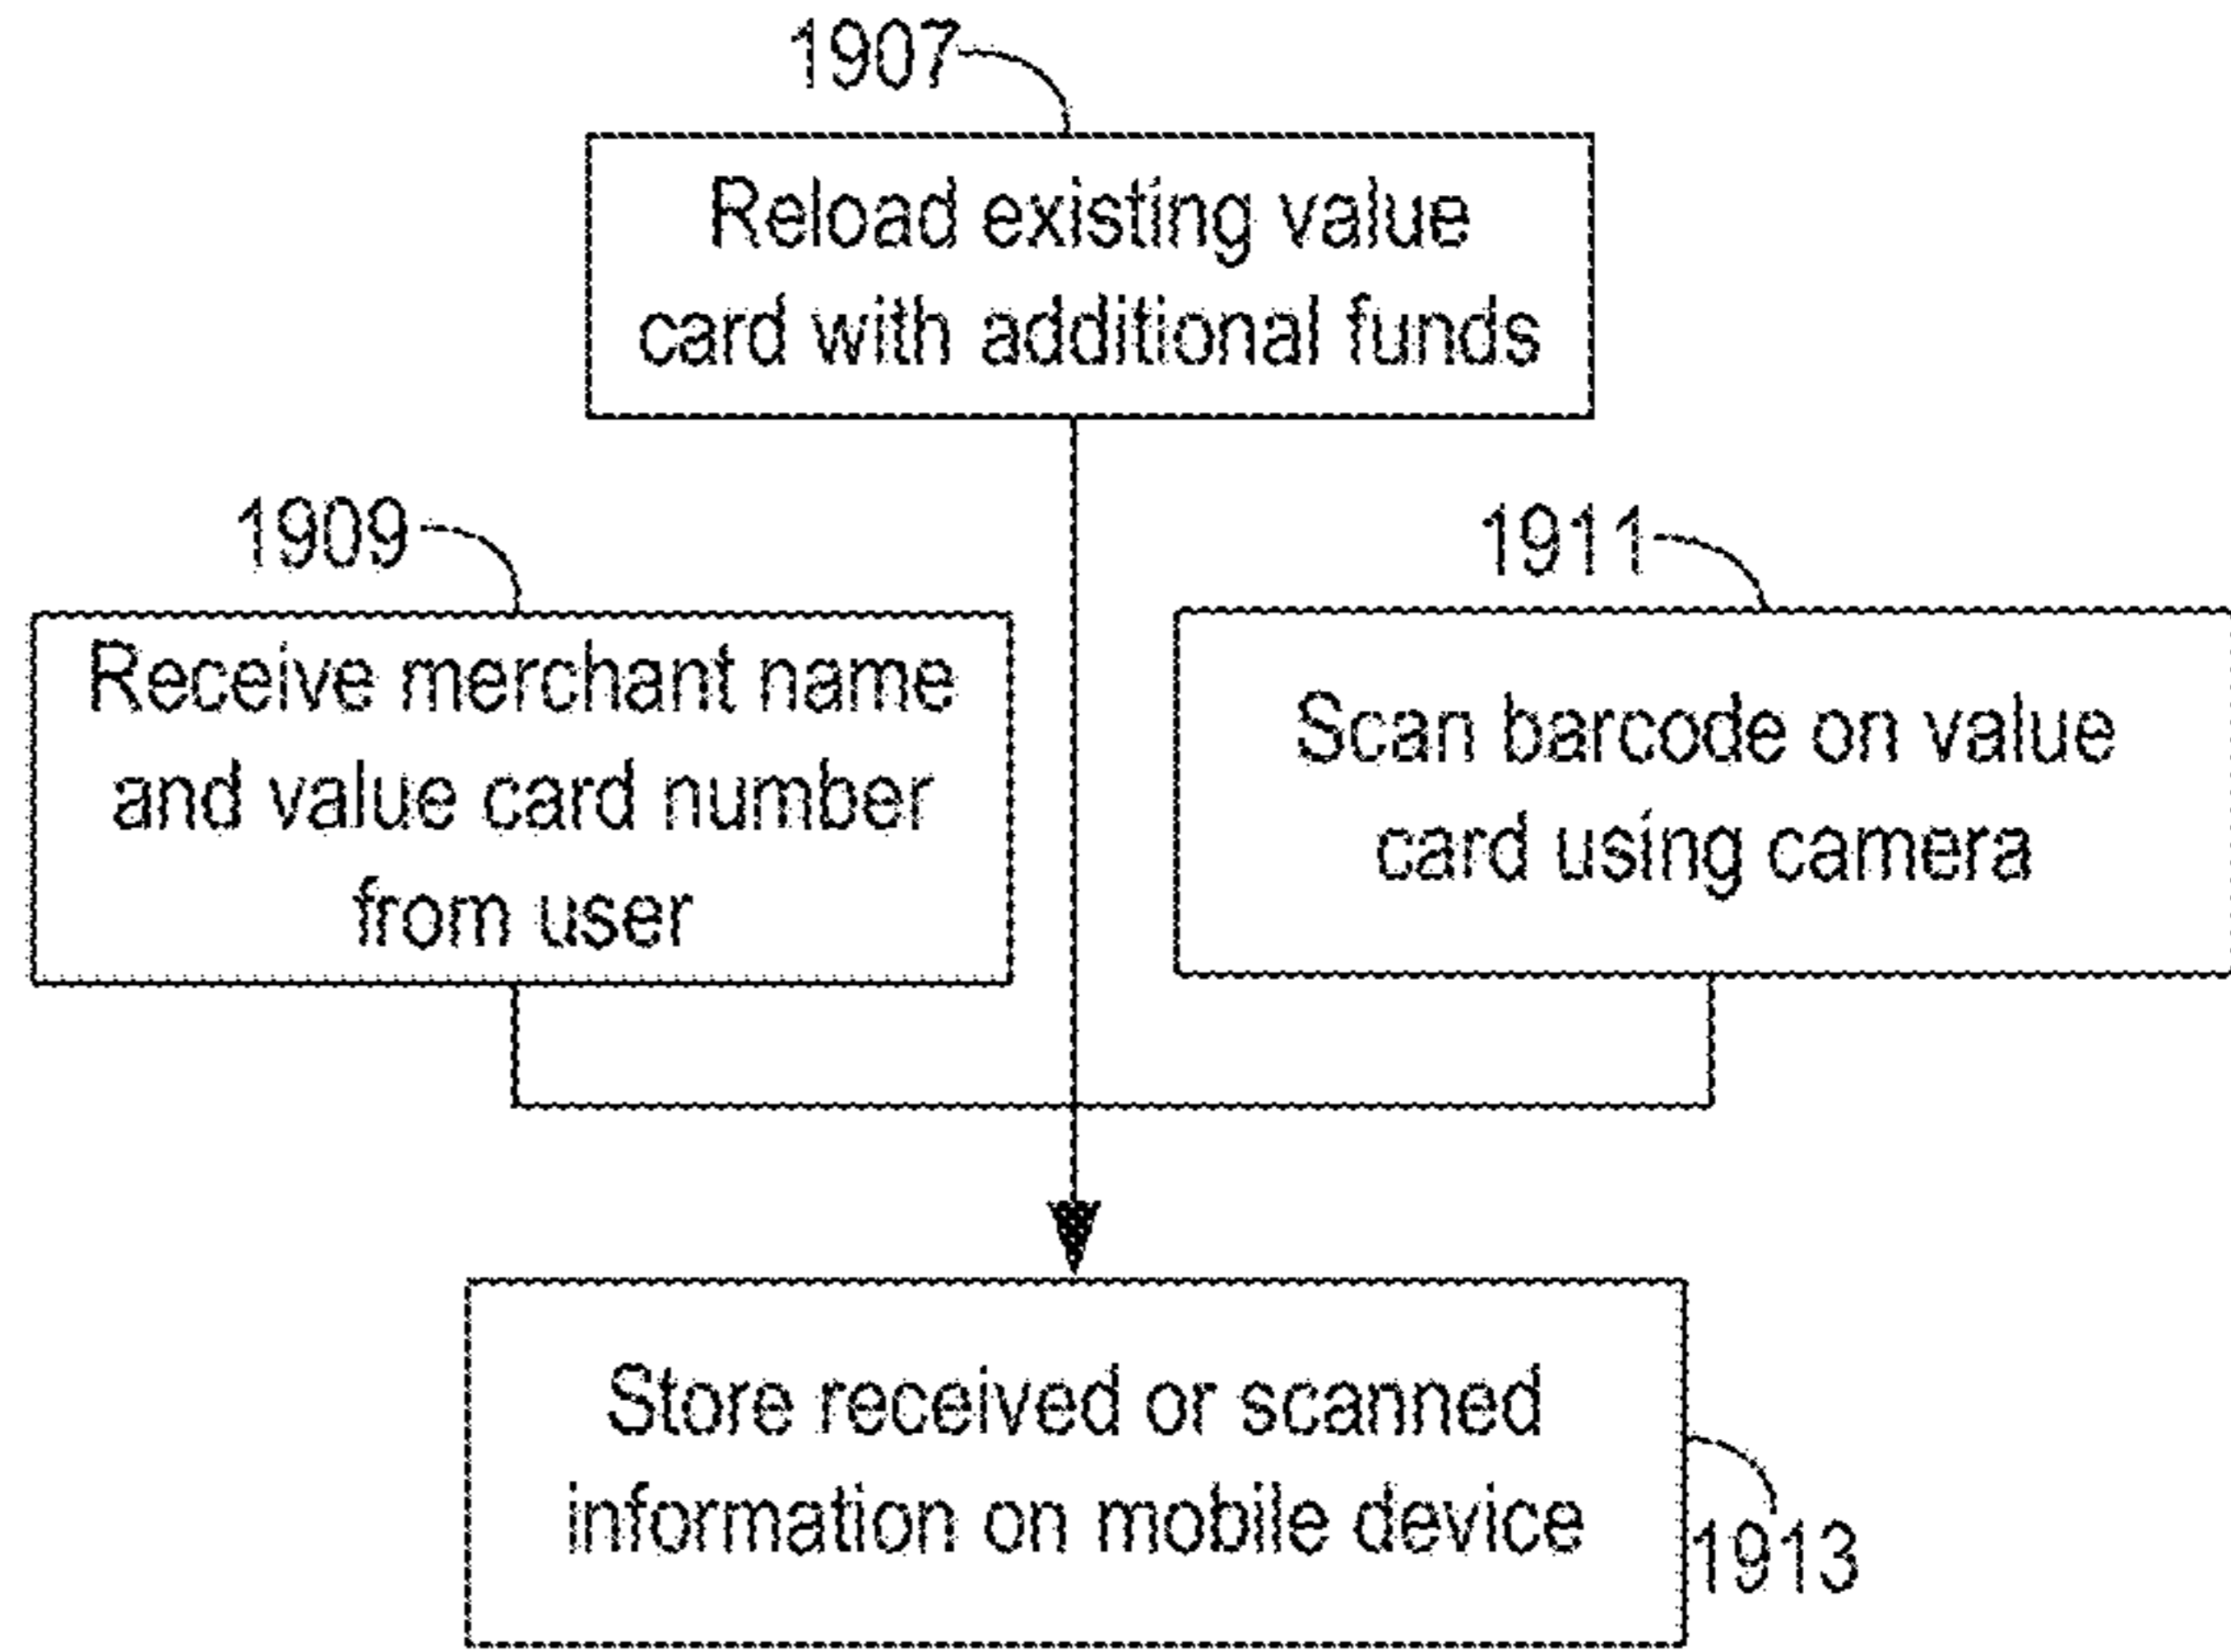 1907
Reload existing value
card with additional funds
1909
Receive merchant name
and value card number
from user
1911
Scan barcode on value
card using camera
Store received or scanned
information on mobile device
1913